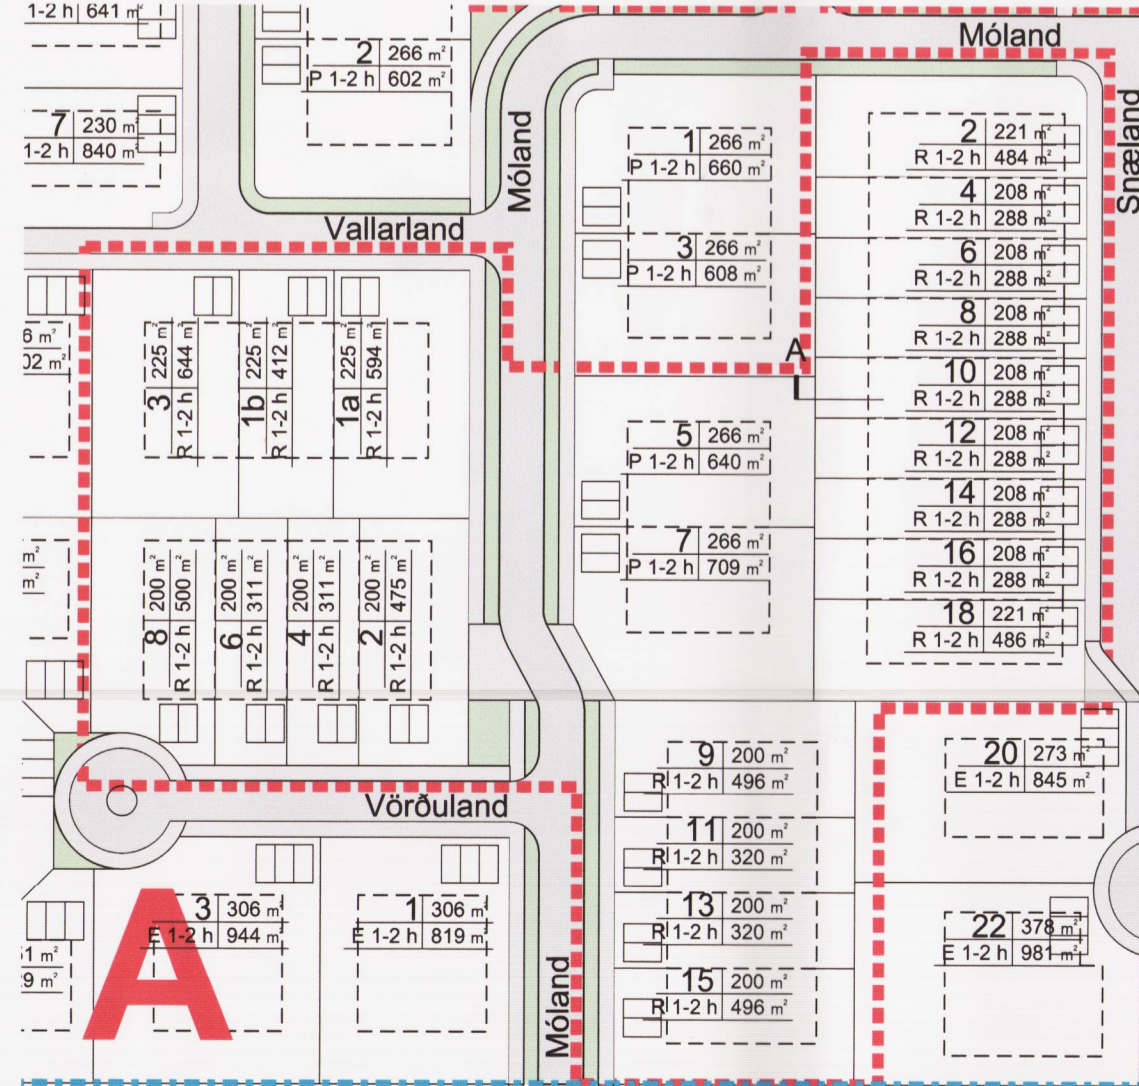 1-2 h 641 m²
2 266 m²
P 1-2 h 602 m²
7 230 m²
1-2 h 840 m²
Móland
Móland
Snæland
Vallarland
1 266 m²
P 1-2 h 660 m²
3 266 m²
P 1-2 h 608 m²
2 221 m²
R 1-2 h 484 m²
4 208 m²
R 1-2 h 288 m²
6 208 m²
R 1-2 h 288 m²
8 208 m²
R 1-2 h 288 m²
10 208 m²
R 1-2 h 288 m²
12 208 m²
R 1-2 h 288 m²
14 208 m²
R 1-2 h 288 m²
16 208 m²
R 1-2 h 288 m²
18 221 m²
R 1-2 h 486 m²
A
6 m²
02 m²
3 225 m²
R 1-2 h 644 m²
1b 225 m²
R 1-2 h 412 m²
1a 225 m²
R 1-2 h 594 m²
5 266 m²
P 1-2 h 640 m²
7 266 m²
P 1-2 h 709 m²
m²
m²
8 200 m²
R 1-2 h 500 m²
6 200 m²
R 1-2 h 311 m²
4 200 m²
R 1-2 h 311 m²
2 200 m²
R 1-2 h 475 m²
Vörðuland
9 200 m²
R 1-2 h 496 m²
11 200 m²
R 1-2 h 320 m²
13 200 m²
R 1-2 h 320 m²
15 200 m²
R 1-2 h 496 m²
20 273 m²
E 1-2 h 845 m²
22 378 m²
E 1-2 h 981 m²
A
3 306 m²
E 1-2 h 944 m²
1 306 m²
E 1-2 h 819 m²
51 m²
9 m²
Móland